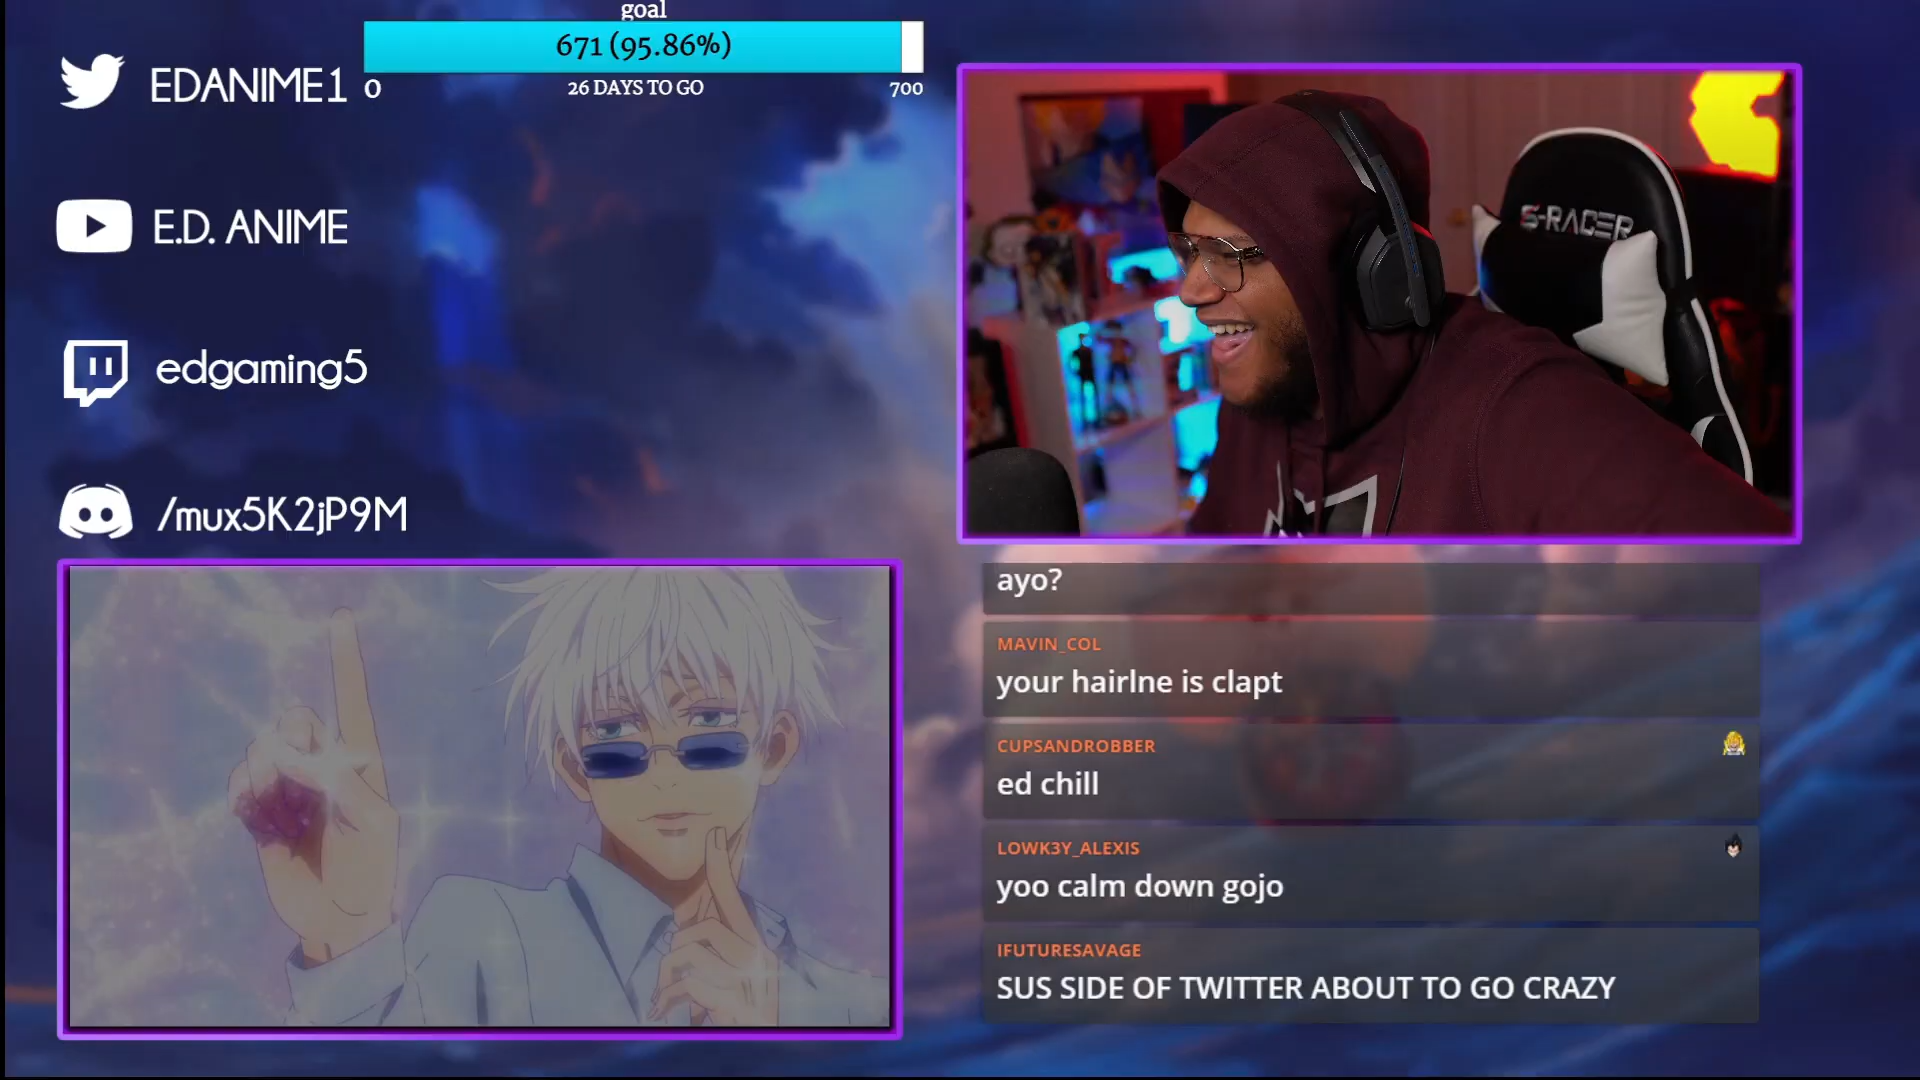 goal
671 (95.86%)
0
26 DAYS TO GO
700
EDANIME1
E.D. ANIME
edgaming5
/mux5K2jP9M
S-RACER
ayo?
MAVIN_COL
your hairlne is clapt
CUPSANDROBBER
ed chill
LOWK3Y_ALEXIS
yoo calm down gojo
IFUTURESAVAGE
SUS SIDE OF TWITTER ABOUT TO GO CRAZY